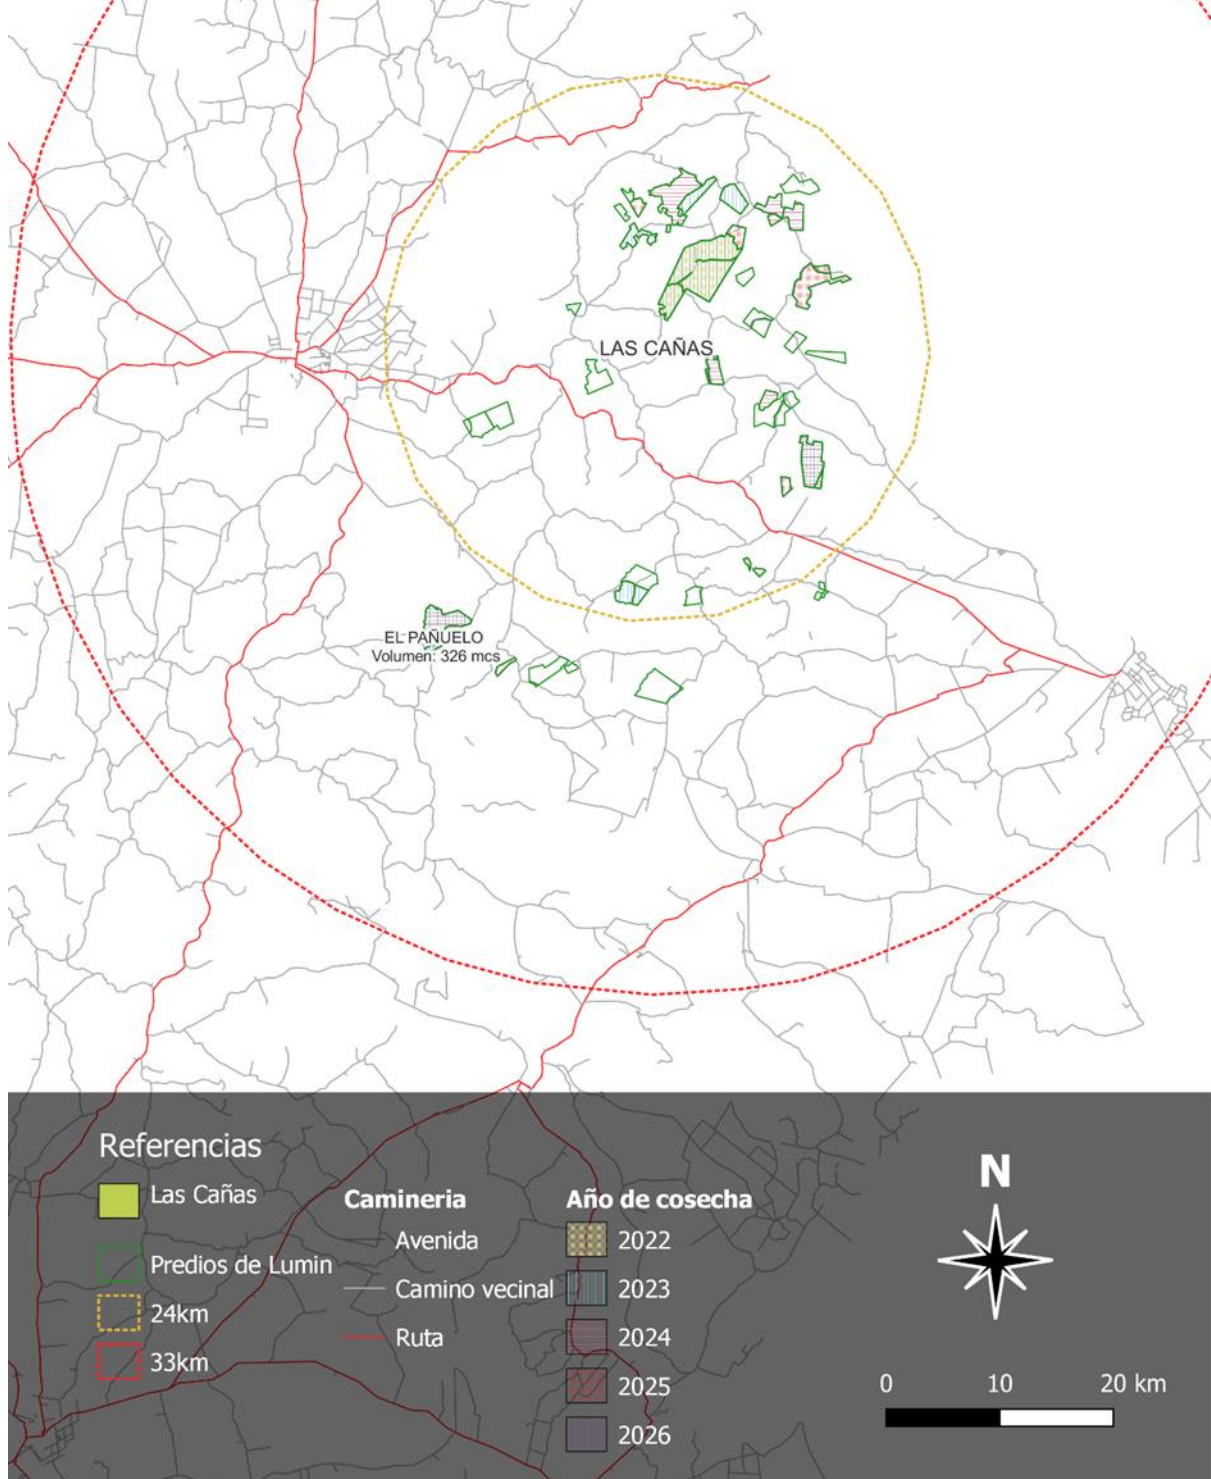 LAS CAÑAS
EL PAÑUELO
Volumen: 326 mcs
Referencias
Las Cañas
Predios de Lumin
24km
33km
Camineria
Avenida
Camino vecinal
Ruta
Año de cosecha
2022
2023
2024
2025
2026
N
0 10 20 km